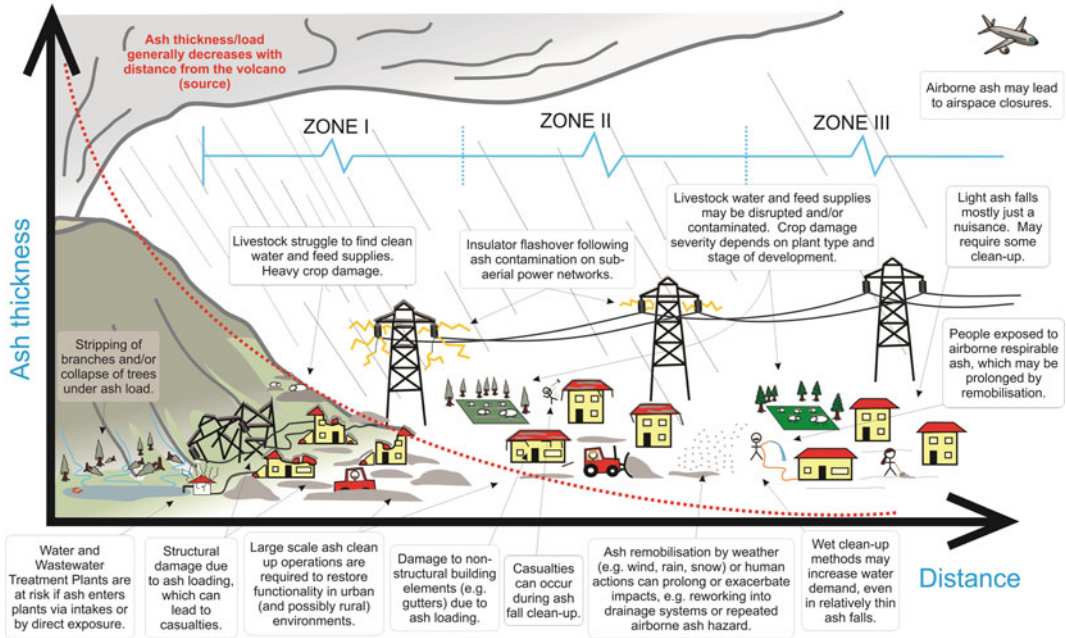 Ash thickness/load
generally decreases with
distance from the volcano
(source)
Airborne ash may lead
to airspace closures.
ZONE I
ZONE II
ZONE III
Ash thickness
Livestock struggle to find clean
water and feed supplies.
Heavy crop damage.
Insulator flashover following
ash contamination on sub-
aerial power networks.
Livestock water and feed supplies
may be disrupted and/or
contaminated. Crop damage
severity depends on plant type and
stage of development.
Light ash falls
mostly just a
nuisance. May
require some
clean-up.
Stripping of
branches and/or
collapse of trees
under ash load.
People exposed to
airborne respirable
ash, which may be
prolonged by
remobilisation.
Water and
Wastewater
Treatment Plants are
at risk if ash enters
plants via intakes or
by direct exposure.
Structural
damage due
to ash loading,
which can
lead to
casualties.
Large scale ash clean
up operations are
required to restore
functionality in urban
(and possibly rural)
environments.
Damage to non-
structural building
elements (e.g.
gutters) due to
ash loading.
Casualties
can occur
during ash
fall clean-up.
Ash remobilisation by weather
(e.g. wind, rain, snow) or human
actions can prolong or exacerbate
impacts, e.g. reworking into
drainage systems or repeated
airborne ash hazard.
Wet clean-up
methods may
increase water
demand, even
in relatively thin
ash falls.
Distance